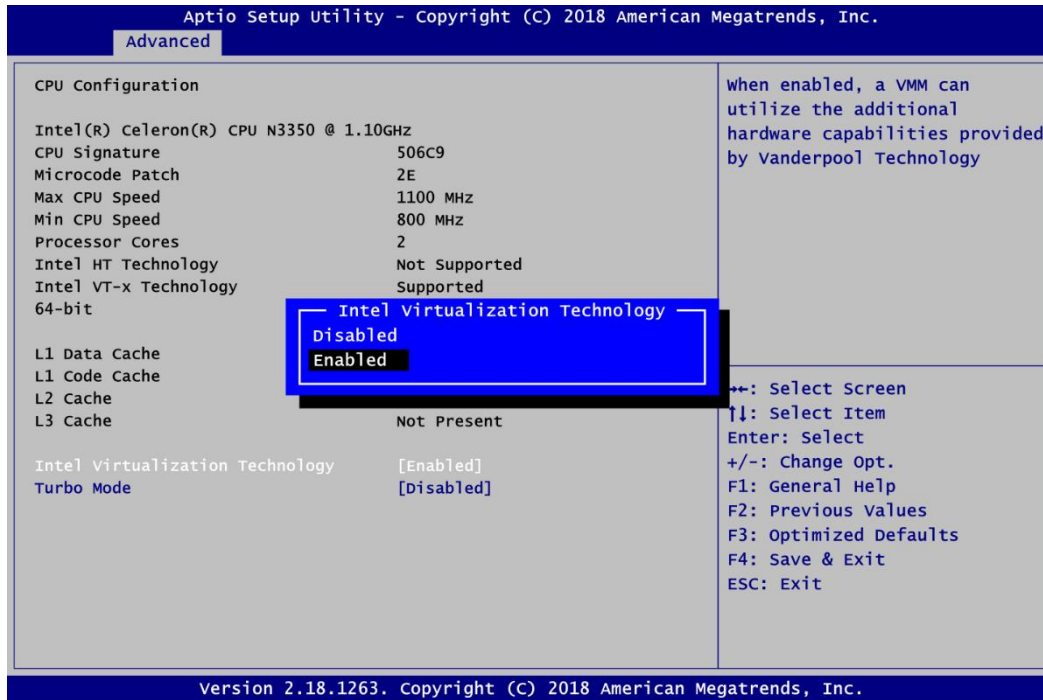 Aptio Setup Utility - Copyright (C) 2018 American Megatrends, Inc.
Advanced
CPU Configuration
Intel(R) Celeron(R) CPU N3350 @ 1.10GHz
CPU Signature 506C9
Microcode Patch 2E
Max CPU Speed 1100 MHz
Min CPU Speed 800 MHz
Processor Cores 2
Intel HT Technology Not Supported
Intel VT-x Technology Supported
64-bit
L1 Data Cache
L1 Code Cache
L2 Cache
L3 Cache Not Present
Intel Virtualization Technology [Enabled]
Turbo Mode [Disabled]
Intel Virtualization Technology
Disabled
Enabled
When enabled, a VMM can
utilize the additional
hardware capabilities provided
by Vanderpool Technology
→←: Select Screen
↑↓: Select Item
Enter: Select
+/-: Change Opt.
F1: General Help
F2: Previous Values
F3: Optimized Defaults
F4: Save & Exit
ESC: Exit
Version 2.18.1263. Copyright (C) 2018 American Megatrends, Inc.